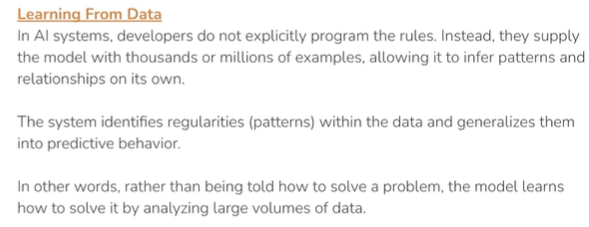 Learning From Data
In AI systems, developers do not explicitly program the rules. Instead, they supply
the model with thousands or millions of examples, allowing it to infer patterns and
relationships on its own.
The system identifies regularities (patterns) within the data and generalizes them
into predictive behavior.
In other words, rather than being told how to solve a problem, the model learns
how to solve it by analyzing large volumes of data.